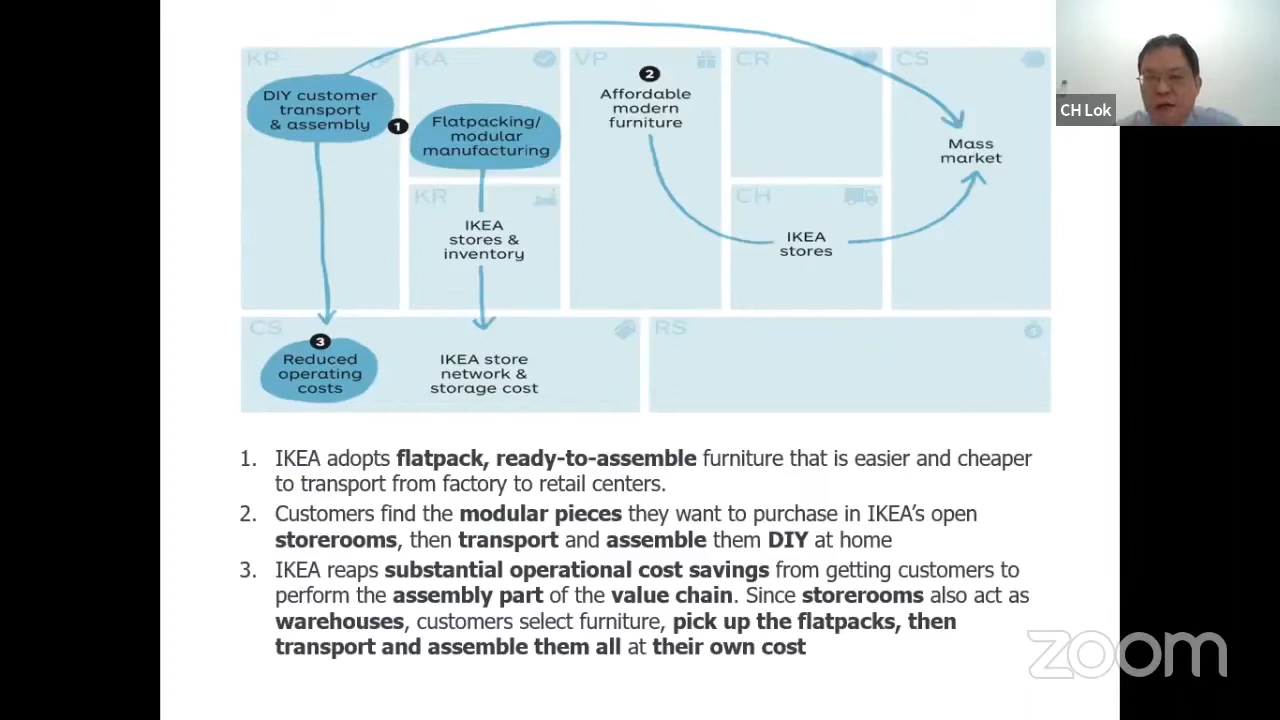 KP
KA
VP
CR
CS
CH Lok
DIY customer
transport
& assembly
1
Flatpacking/
modular
manufacturing
2
Affordable
modern
furniture
Mass
market
KR
CH
IKEA
stores &
inventory
IKEA
stores
CS
RS
3
Reduced
operating
costs
IKEA store
network &
storage cost
1. IKEA adopts flatpack, ready-to-assemble furniture that is easier and cheaper
to transport from factory to retail centers.
2. Customers find the modular pieces they want to purchase in IKEA’s open
storerooms, then transport and assemble them DIY at home
3. IKEA reaps substantial operational cost savings from getting customers to
perform the assembly part of the value chain. Since storerooms also act as
warehouses, customers select furniture, pick up the flatpacks, then
transport and assemble them all at their own cost
zoom